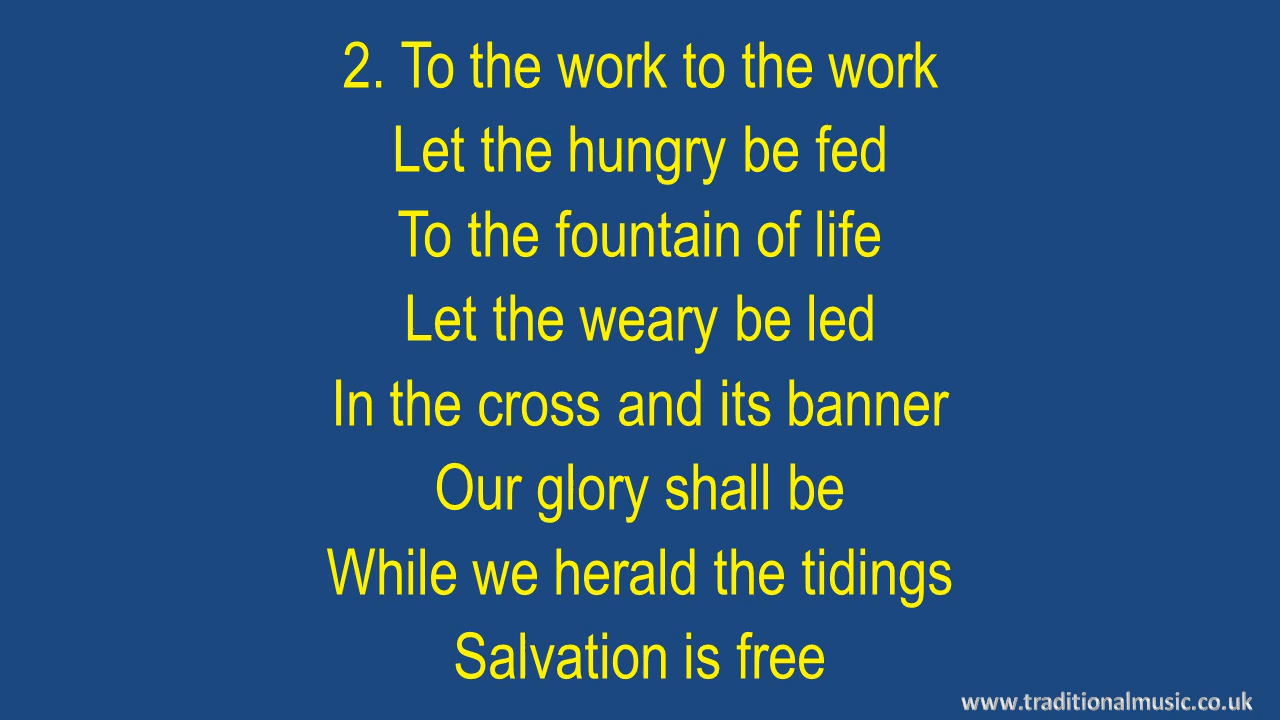 2. To the work to the work
Let the hungry be fed
To the fountain of life
Let the weary be led
In the cross and its banner
Our glory shall be
While we herald the tidings
Salvation is free
www.traditionalmusic.co.uk